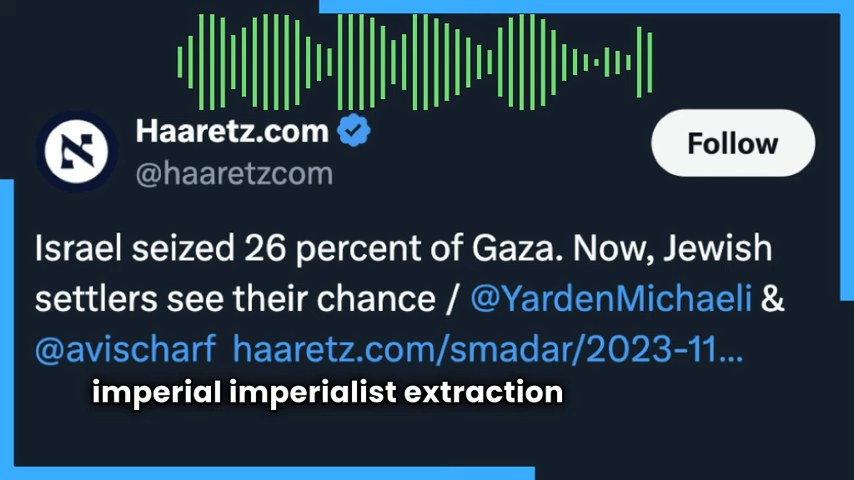 Haaretz.com
Follow
@haaretzcom
Israel seized 26 percent of Gaza. Now, Jewish
settlers see their chance / @YardenMichaeli &
@avischarf haaretz.com/smadar/2023-11...
imperial imperialist extraction